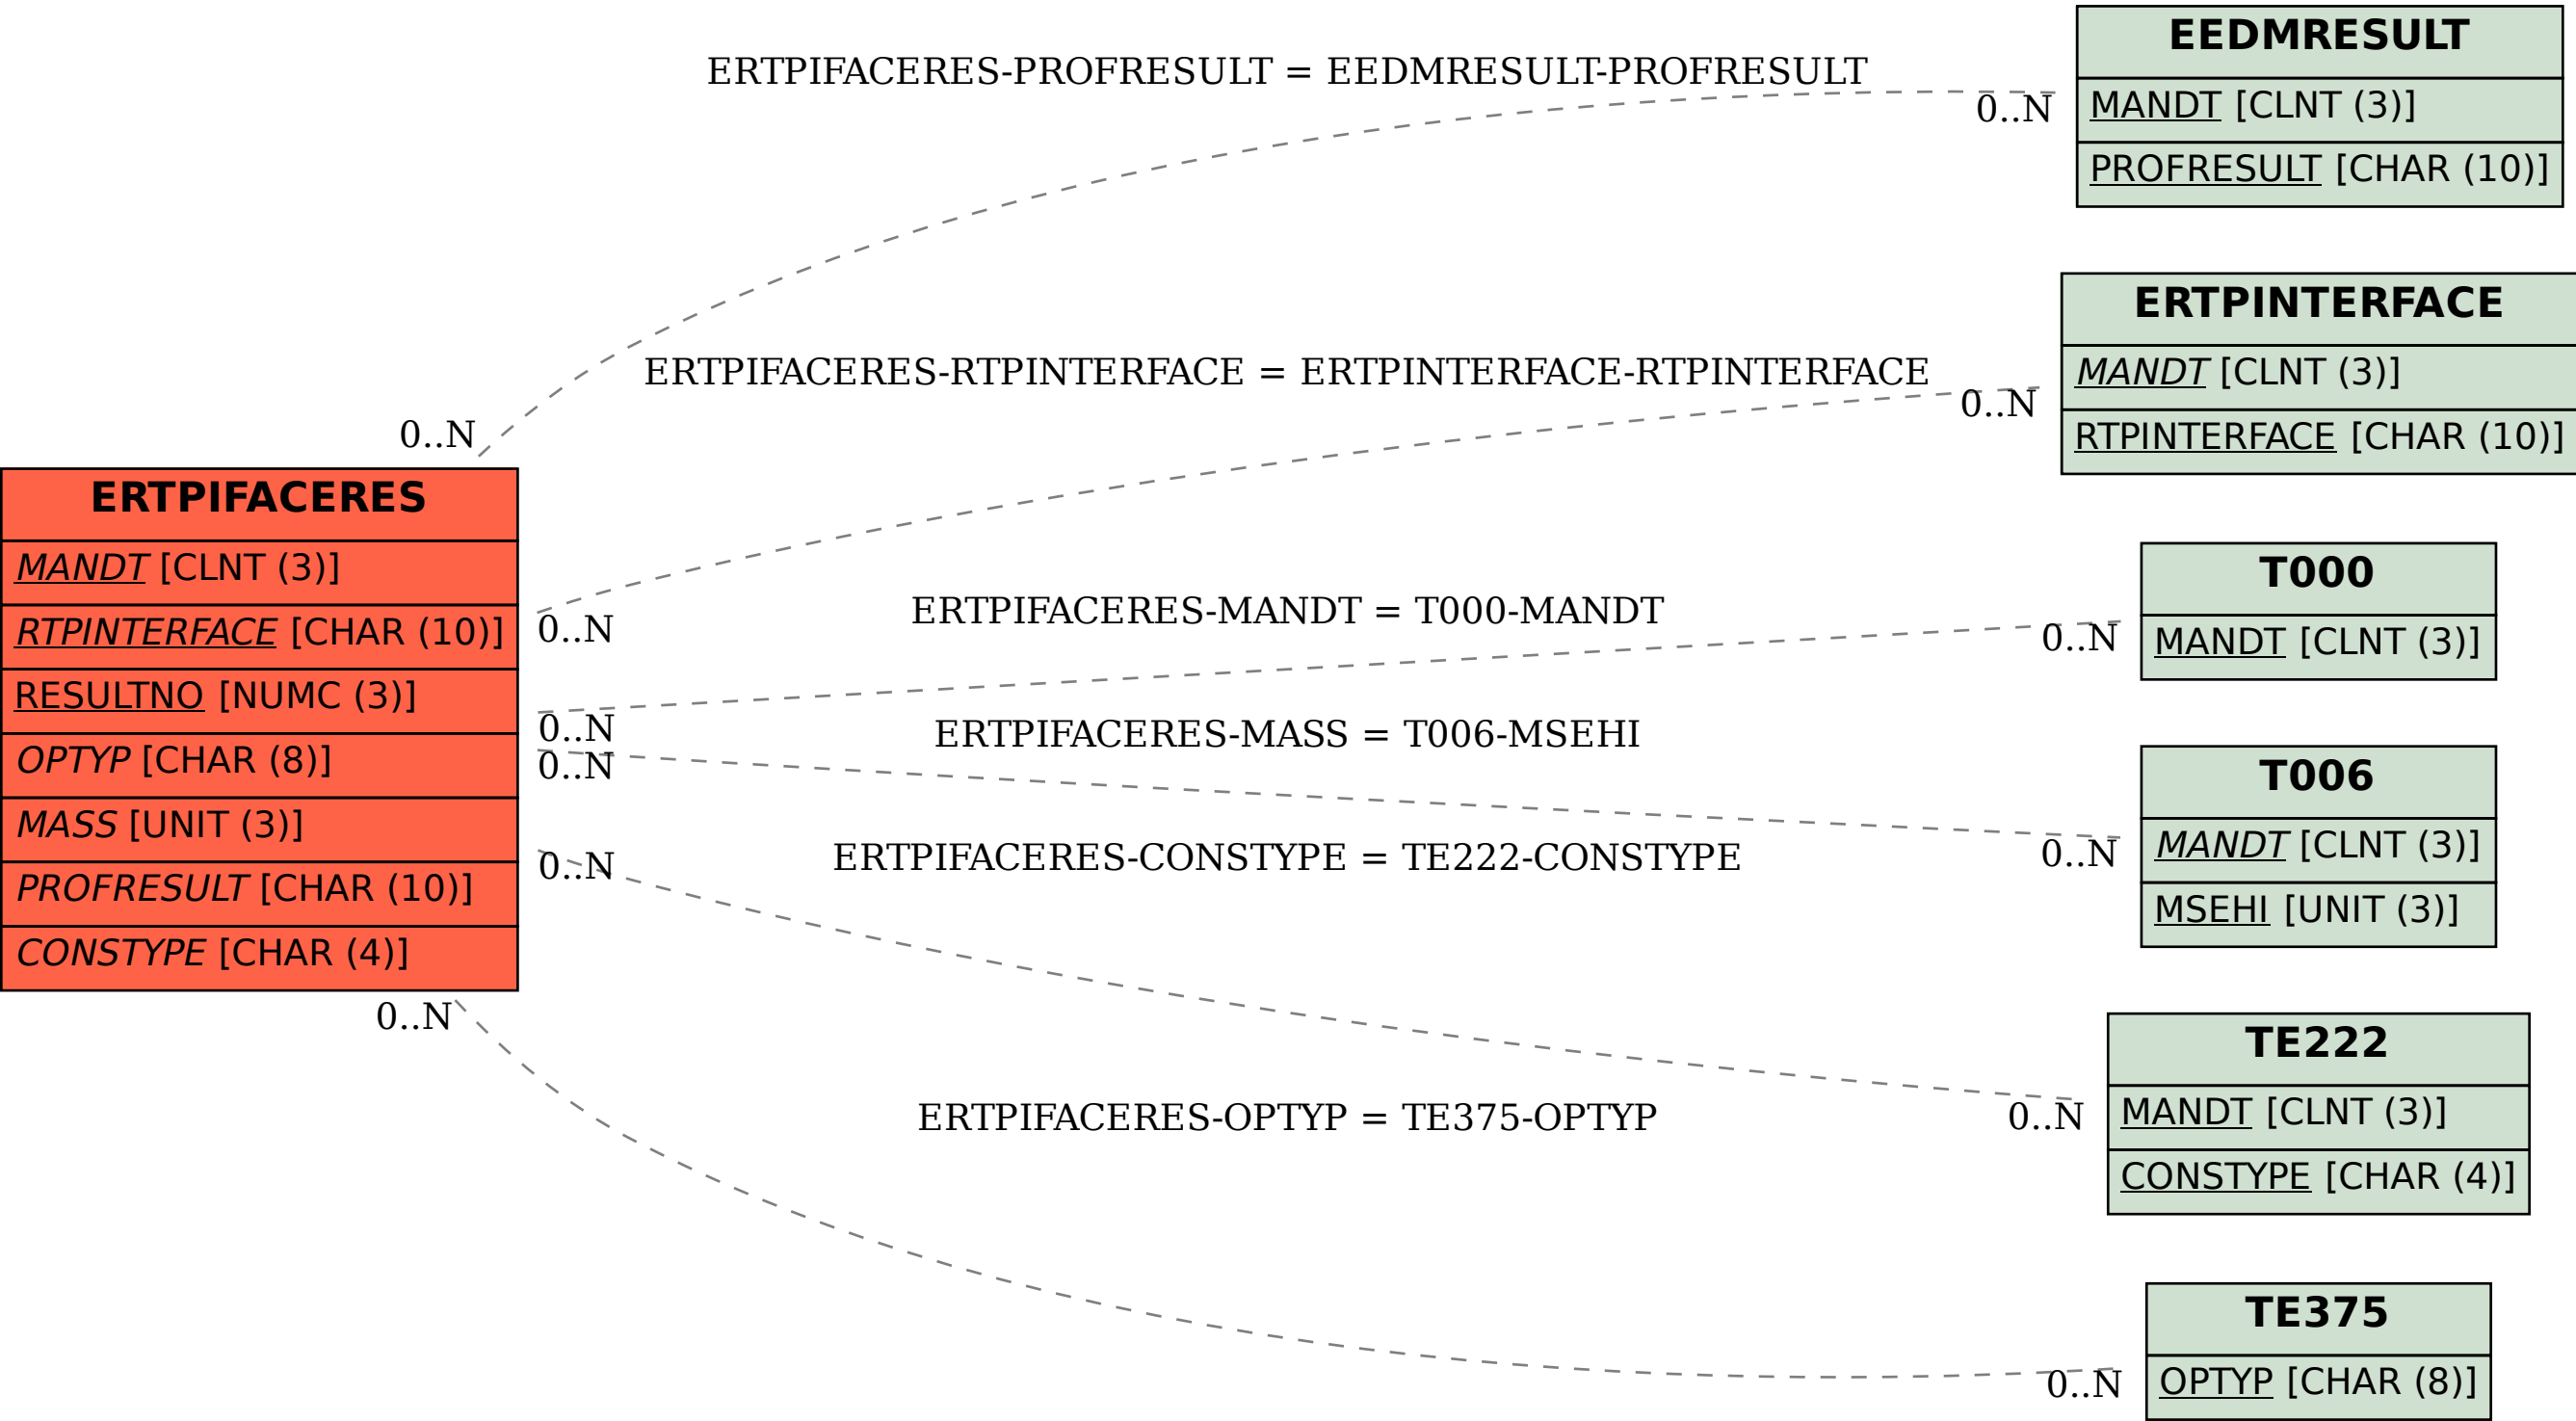 ERTPIFACERES
MANDT [CLNT (3)]
RTPINTERFACE [CHAR (10)]
RESULTNO [NUMC (3)]
OPTYP [CHAR (8)]
MASS [UNIT (3)]
PROFRESULT [CHAR (10)]
CONSTYPE [CHAR (4)]
ERTPIFACERES-PROFRESULT = EEDMRESULT-PROFRESULT
0..N
0..N
ERTPIFACERES-RTPINTERFACE = ERTPINTERFACE-RTPINTERFACE
0..N
0..N
ERTPIFACERES-MANDT = T000-MANDT
0..N
0..N
ERTPIFACERES-MASS = T006-MSEHI
0..N
0..N
ERTPIFACERES-CONSTYPE = TE222-CONSTYPE
0..N
0..N
ERTPIFACERES-OPTYP = TE375-OPTYP
0..N
0..N
EEDMRESULT
MANDT [CLNT (3)]
PROFRESULT [CHAR (10)]
ERTPINTERFACE
MANDT [CLNT (3)]
RTPINTERFACE [CHAR (10)]
T000
MANDT [CLNT (3)]
T006
MANDT [CLNT (3)]
MSEHI [UNIT (3)]
TE222
MANDT [CLNT (3)]
CONSTYPE [CHAR (4)]
TE375
OPTYP [CHAR (8)]